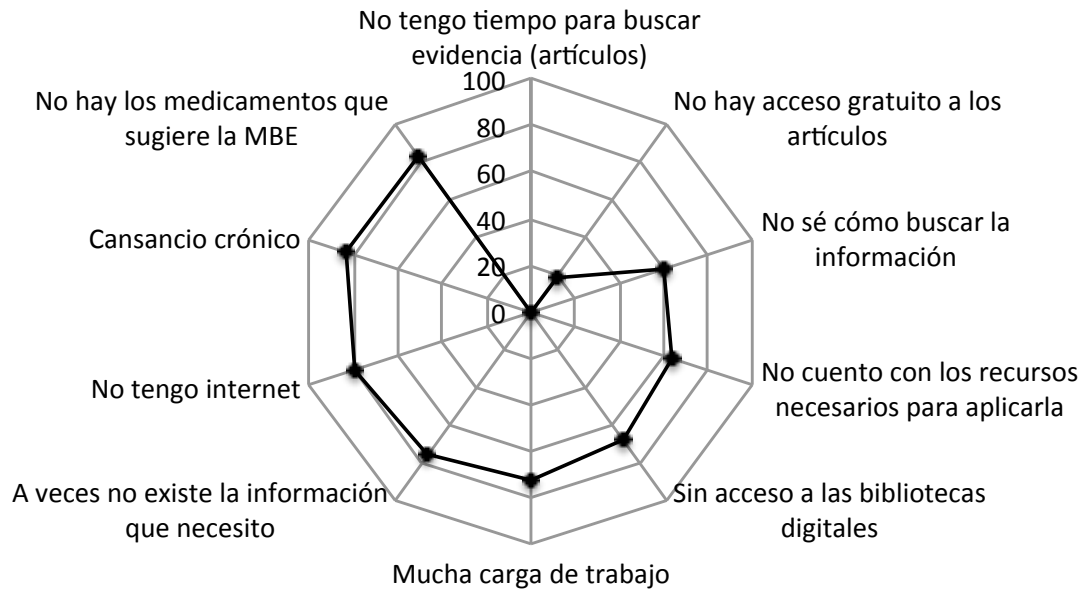 No tengo tiempo para buscar
evidencia (artículos)
100
80
60
40
20
0
No hay acceso gratuito a los
artículos
No sé cómo buscar la
información
No cuento con los recursos
necesarios para aplicarla
Sin acceso a las bibliotecas
digitales
Mucha carga de trabajo
A veces no existe la información
que necesito
No tengo internet
Cansancio crónico
No hay los medicamentos que
sugiere la MBE